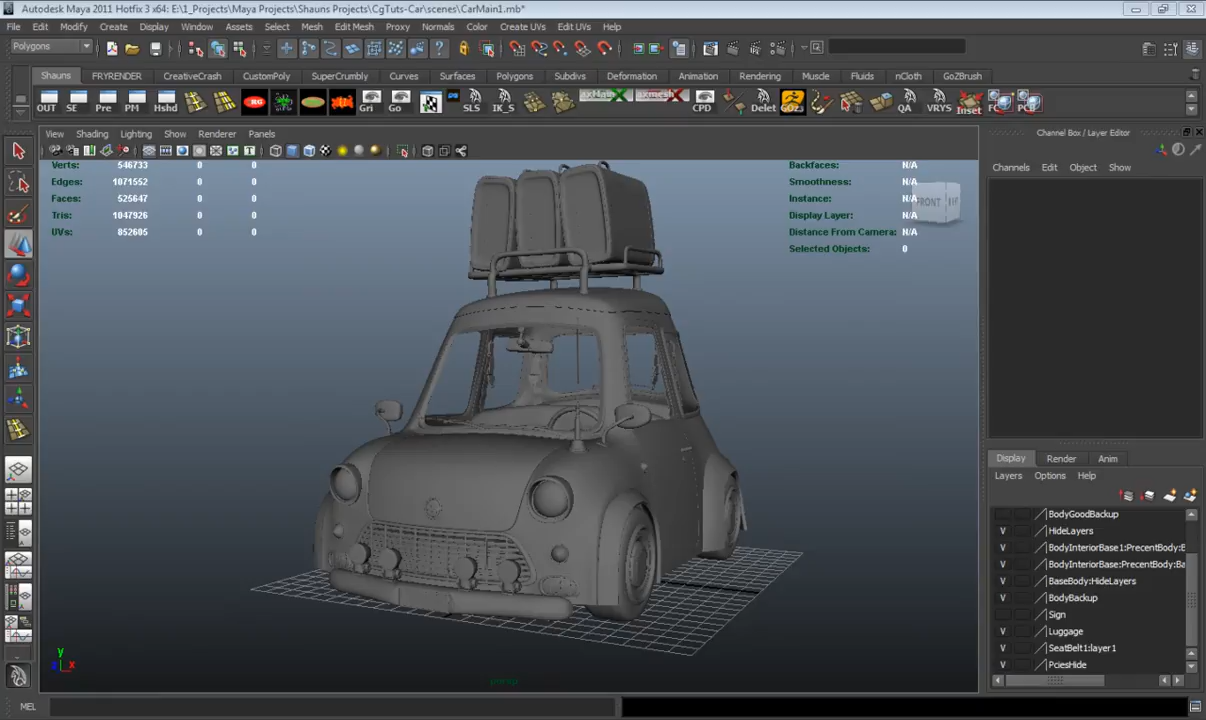 Autodesk Maya 2011 Hotfix 3 x64: E:\1_Projects\Maya Projects\Shauns Projects\CgTuts-Car\scenes\CarMain1.mb*
File Edit Modify Create Display Window Assets Select Mesh Edit Mesh Proxy Normals Color Create UVs Edit UVs Help
Polygons
Shauns FRYRENDER CreativeCrash CustomPoly SuperCrumbly Curves Surfaces Polygons Subdivs Deformation Animation Rendering Muscle Fluids nCloth GoZBrush
OUT SE Pre PM Hshd Gri Go SLS IK_S axMain axmesh CPD Delet GOz QA VRYS Inset FC PCB
View Shading Lighting Show Renderer Panels
Channel Box / Layer Editor
Channels Edit Object Show
Verts: 546733 0 0
Edges: 1071552 0 0
Faces: 525647 0 0
Tris: 1047926 0 0
UVs: 852605 0 0
Backfaces: N/A
Smoothness: N/A
Instance: N/A
Display Layer: N/A
Distance From Camera: N/A
Selected Objects: 0
FRONT
Display Render Anim
Layers Options Help
BodyGoodBackup
V HideLayers
V BodyInteriorBase1:PrecentBody:B
V BodyInteriorBase:PrecentBody:Ba
V BaseBody:HideLayers
V BodyBackup
Sign
V Luggage
V SeatBelt1:layer1
V PciesHide
y
x
persp
MEL